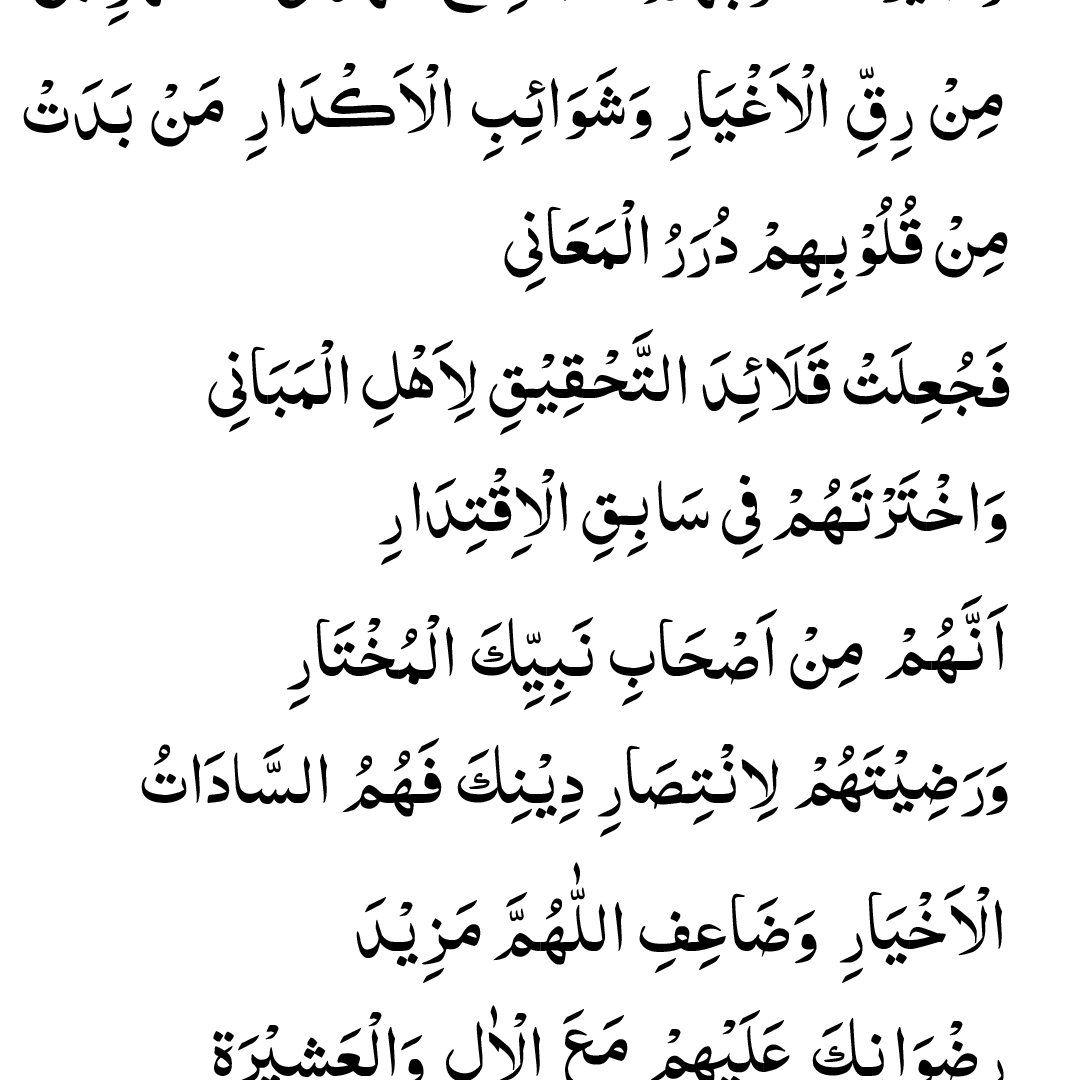 مِنْ رِقِّ الْاَغْيَارِ وَشَوَائِبِ الْاَكْدَارِ مَنْ بَدَتْ
مِنْ قُلُوْبِهِمْ دُرَرُ الْمَعَانِي
فَجُعِلَتْ قَلَائِدَ التَّحْقِيْقِ لِاَهْلِ الْمَبَانِي
وَاخْتَرْتَهُمْ فِي سَابِقِ الْاِقْتِدَارِ
اَنَّهُمْ مِنْ اَصْحَابِ نَبِيِّكَ الْمُخْتَارِ
وَرَضِيْتَهُمْ لِانْتِصَارِ دِيْنِكَ فَهُمُ السَّادَاتُ
الْاَخْيَارِ وَضَاعِفِ اللّٰهُمَّ مَزِيْدَ
رِضْوَانِكَ عَلَيْهِمْ مَعَ الْاٰلِ وَالْعَشِيْرَةِ